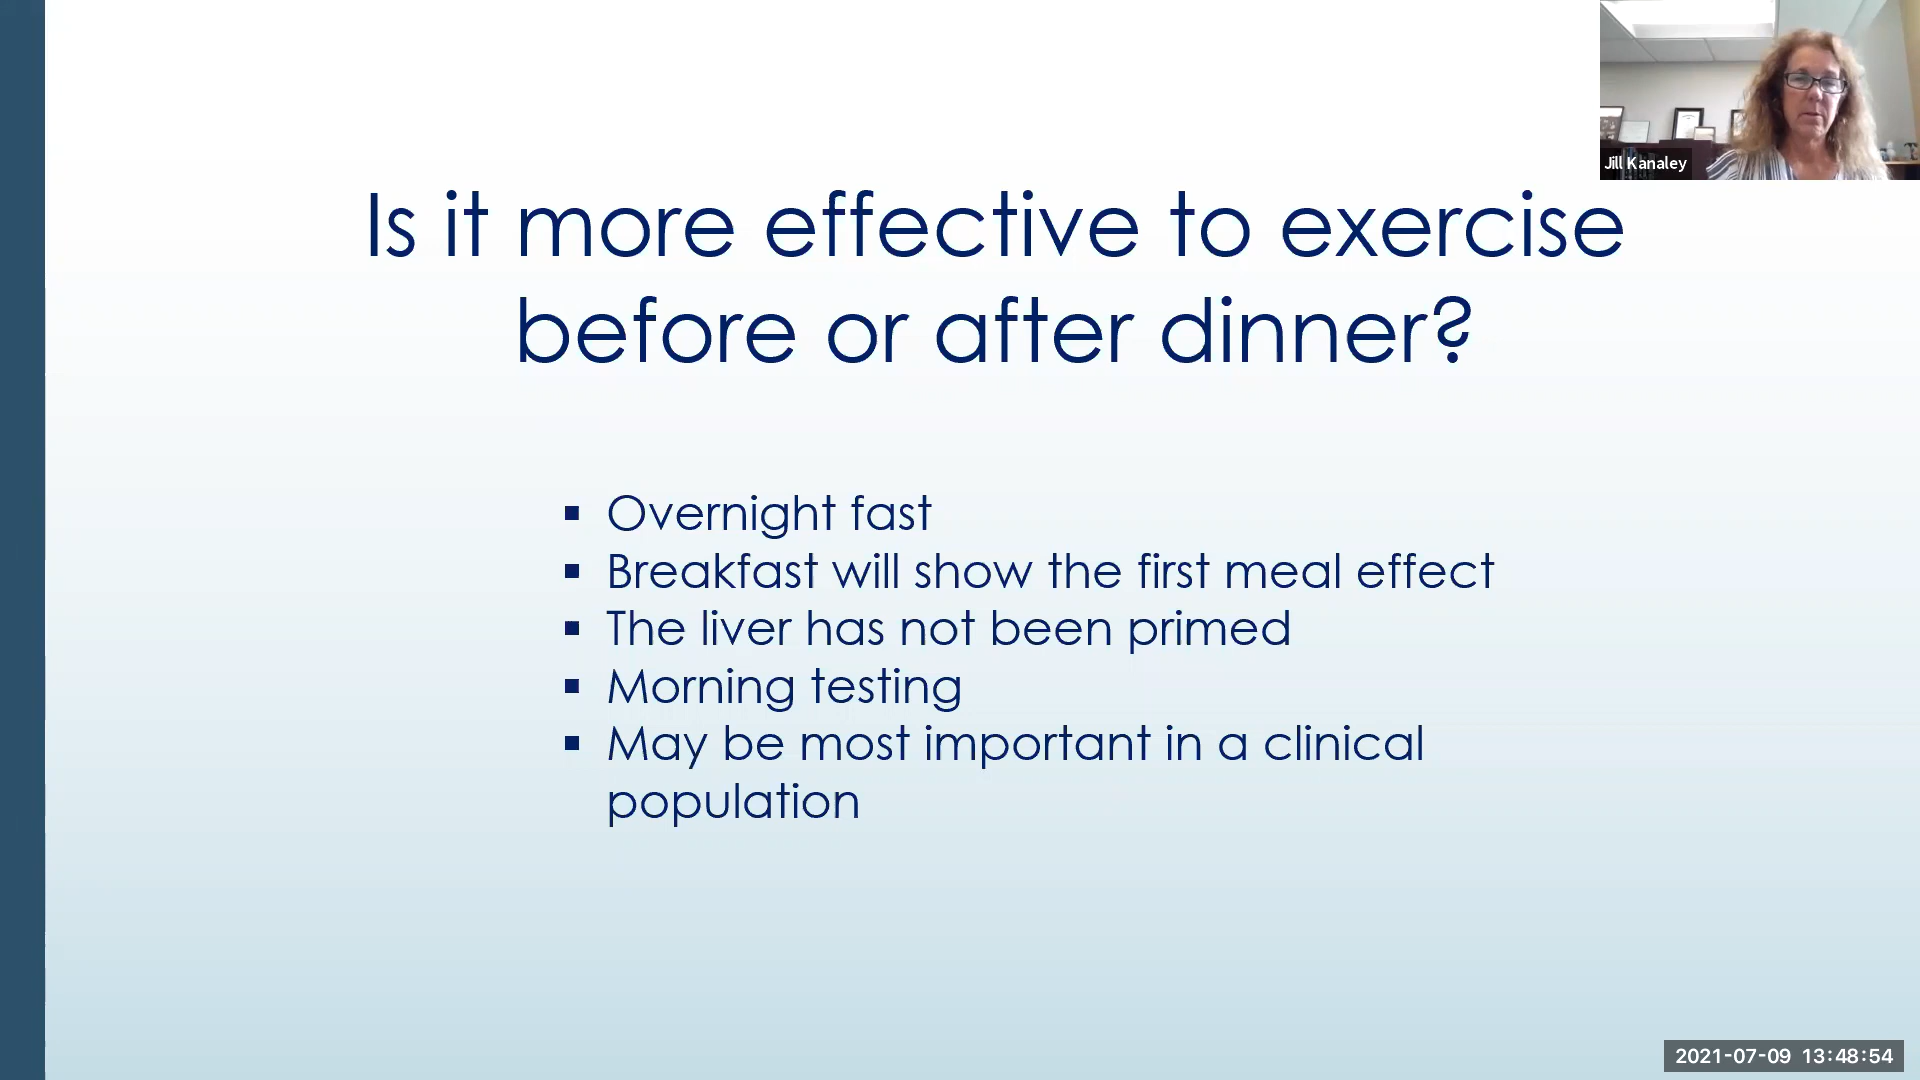 Jill Kanaley
Is it more effective to exercise
before or after dinner?
▪ Overnight fast
▪ Breakfast will show the first meal effect
▪ The liver has not been primed
▪ Morning testing
▪ May be most important in a clinical
population
2021-07-09 13:48:54